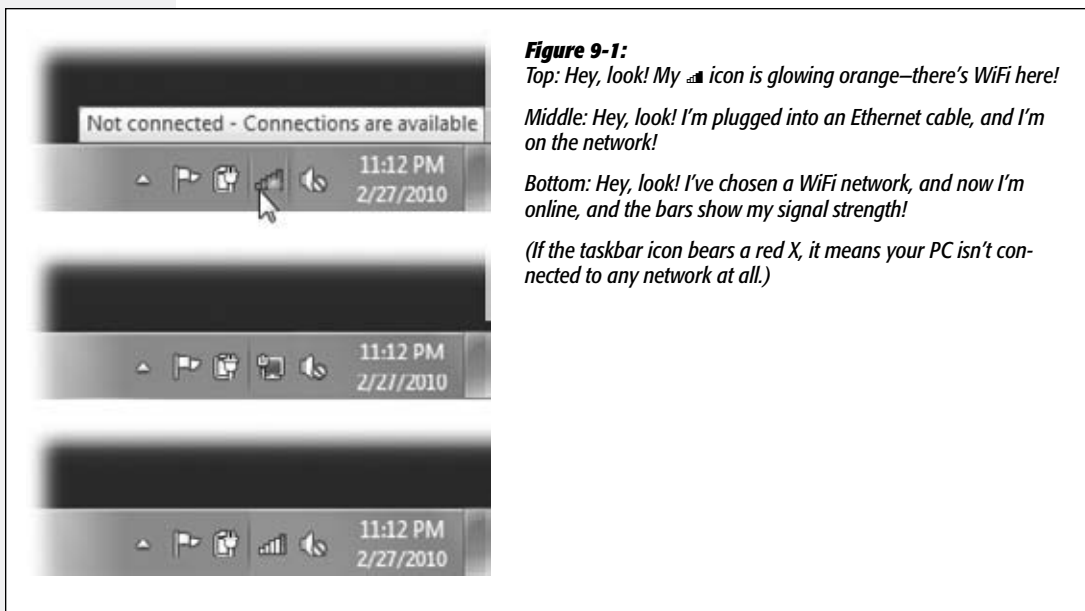 Not connected - Connections are available
11:12 PM
2/27/2010
11:12 PM
2/27/2010
11:12 PM
2/27/2010
Figure 9-1:
Top: Hey, look! My icon is glowing orange—there's WiFi here!
Middle: Hey, look! I'm plugged into an Ethernet cable, and I'm
on the network!
Bottom: Hey, look! I've chosen a WiFi network, and now I'm
online, and the bars show my signal strength!
(If the taskbar icon bears a red X, it means your PC isn't con-
nected to any network at all.)